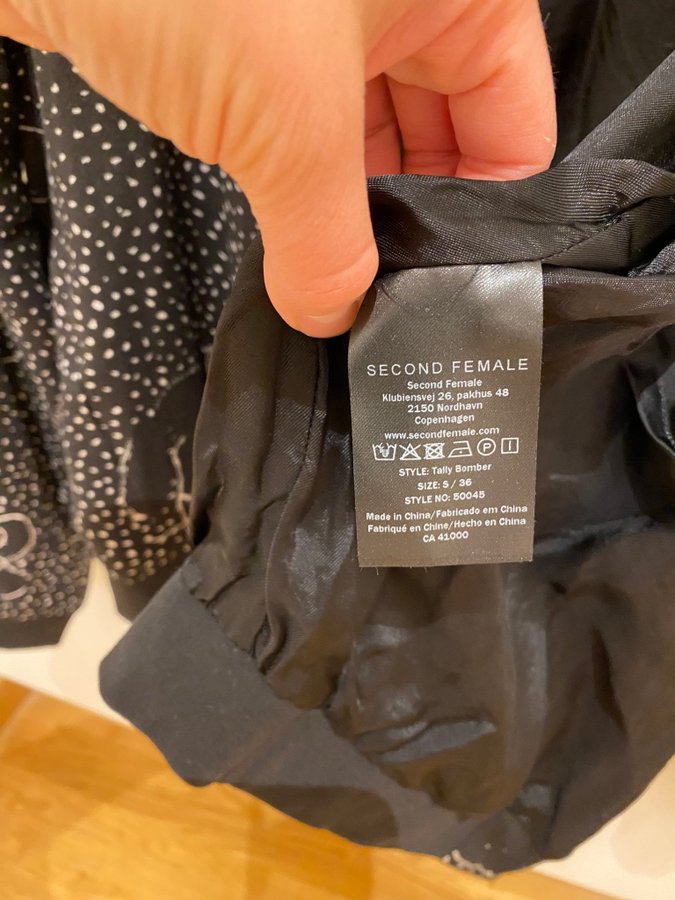 SECOND FEMALE
Second Female
Klubiensvej 26, pakhus 48
2150 Nordhavn
Copenhagen
www.secondfemale.com
P
STYLE: Tally Bomber
SIZE: S / 36
STYLE NO: 50045
Made in China/Fabricado em China
Fabriqué en Chine/Hecho en China
CA 41000